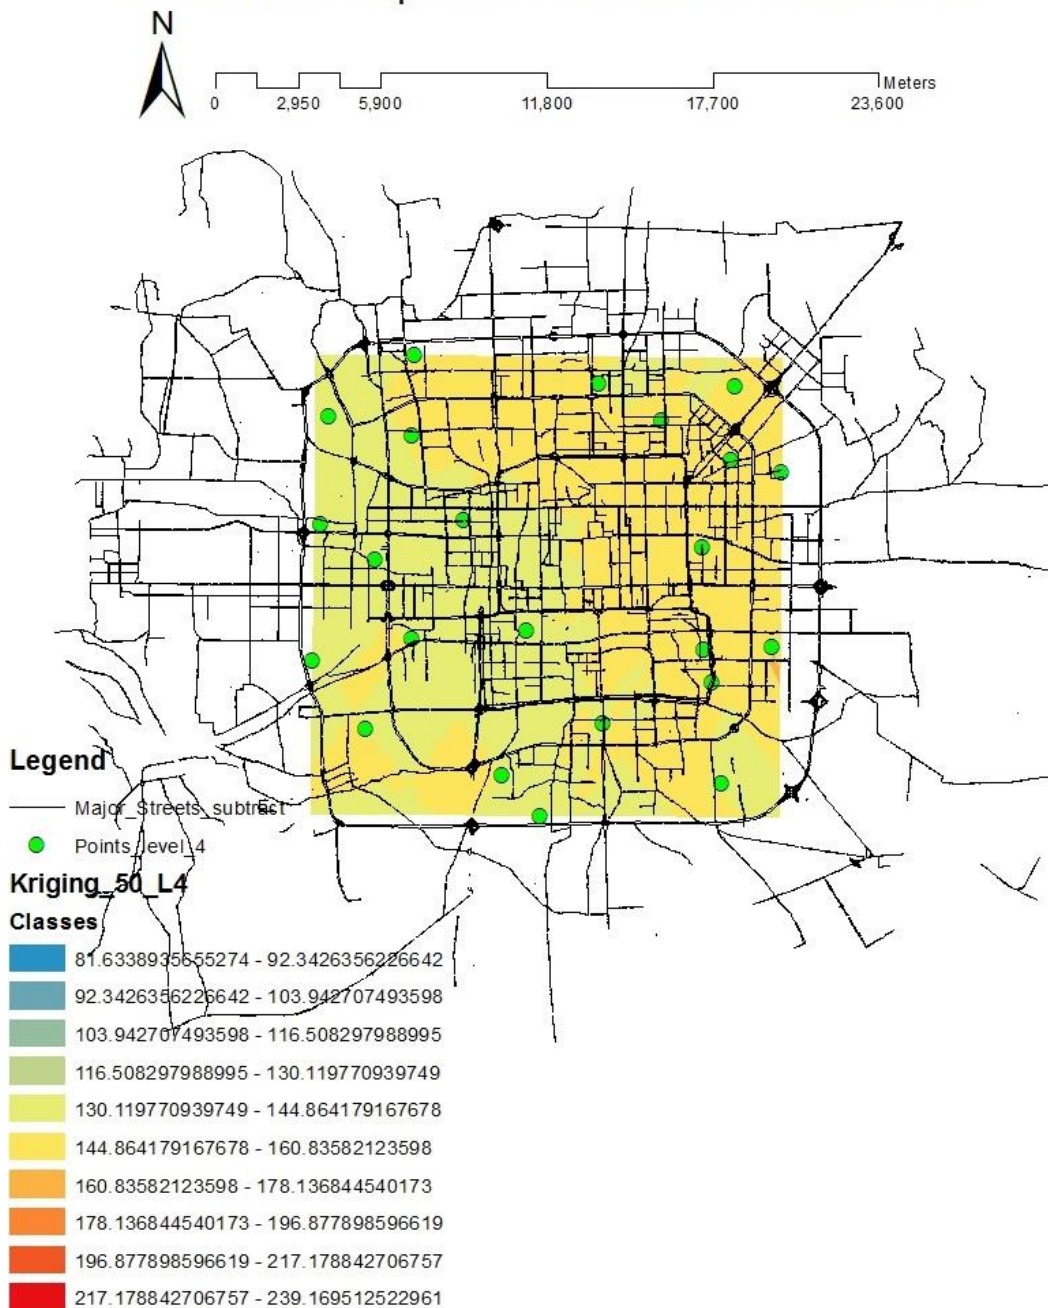 N
Meters
0 2,950 5,900 11,800 17,700 23,600
Legend
Major_Streets_subtract
Points_level_4
Kriging_50_L4
Classes
81.6338935655274 - 92.3426356226642
92.3426356226642 - 103.942707493598
103.942707493598 - 116.508297988995
116.508297988995 - 130.119770939749
130.119770939749 - 144.864179167678
144.864179167678 - 160.83582123598
160.83582123598 - 178.136844540173
178.136844540173 - 196.877898596619
196.877898596619 - 217.178842706757
217.178842706757 - 239.169512522961